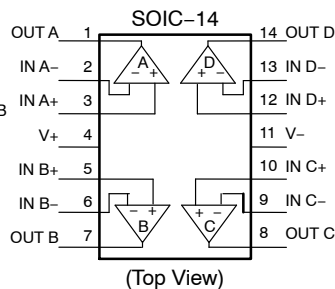 SOIC−14
OUT A 1 14 OUT D
IN A− 2 A − + D + − 13 IN D−
B IN A+ 3 12 IN D+
V+ 4 11 V−
IN B+ 5 10 IN C+
IN B− 6 − + B + − C 9 IN C−
OUT B 7 8 OUT C
(Top View)